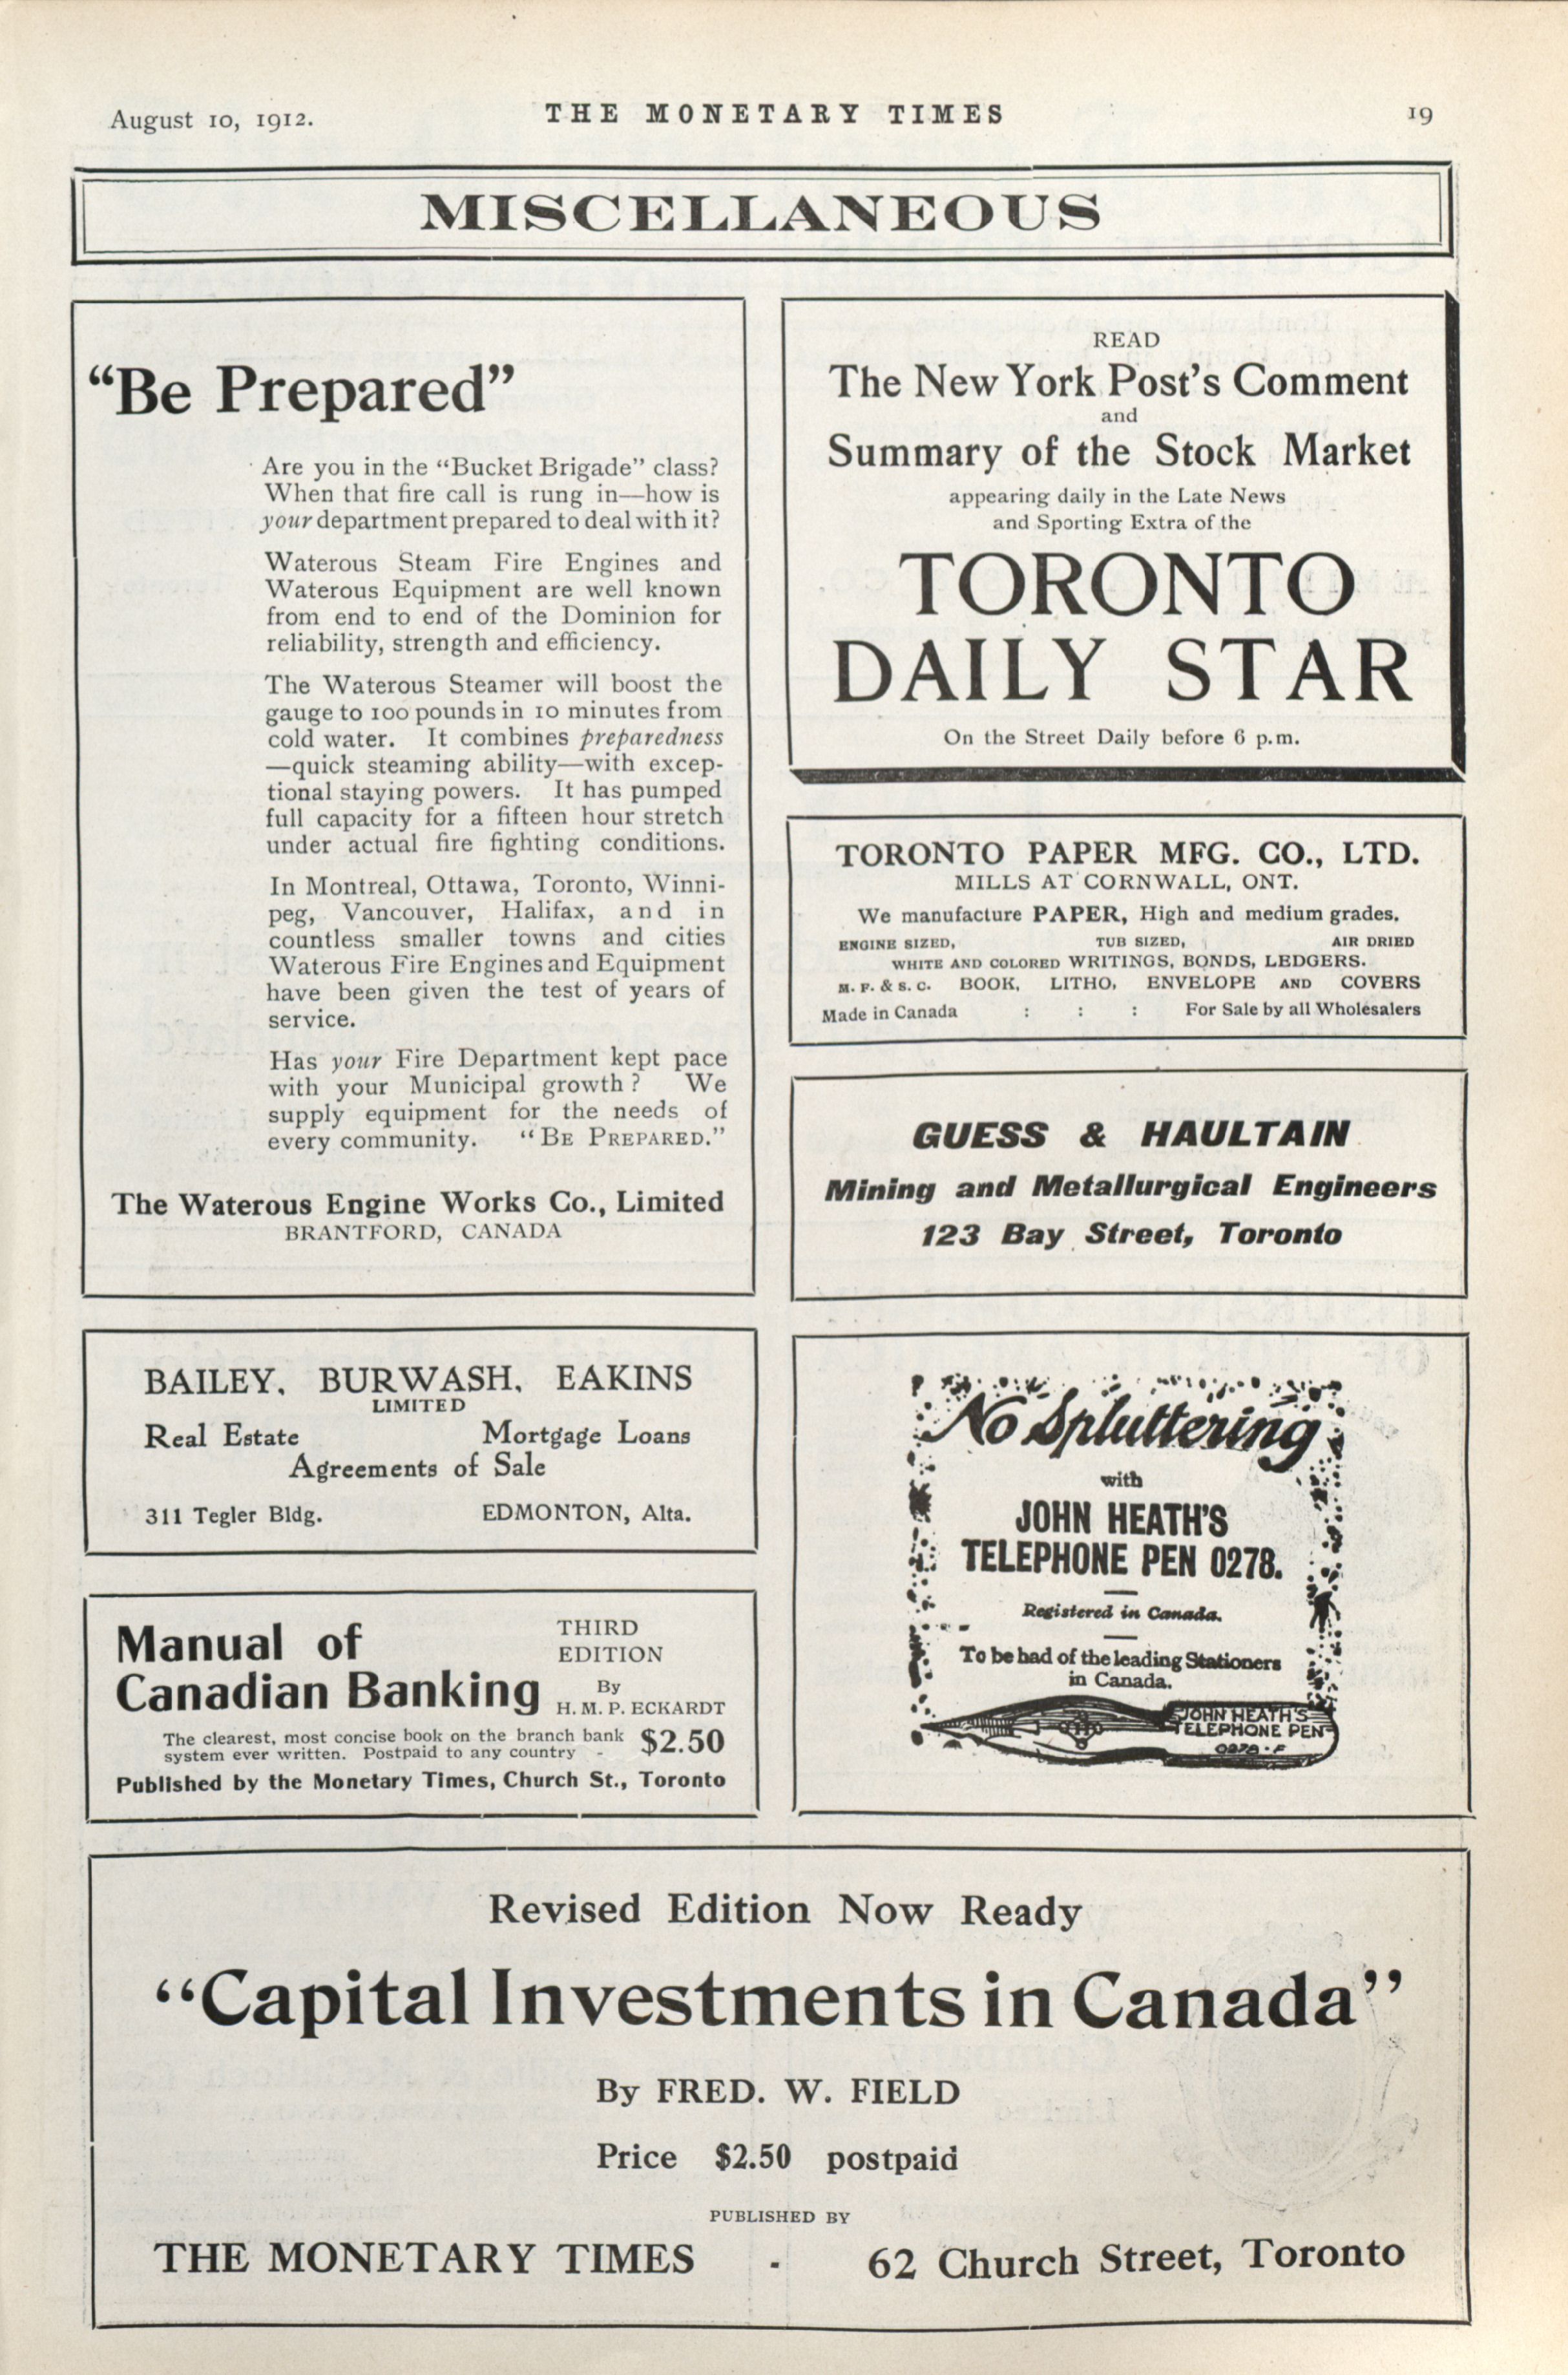 August 10, 1912.
THE MONETARY TIMES
19
MISCELLANEOUS
“Be Prepared”
Are you in the “Bucket Brigade” class?
When that fire call is rung in—how is
your department prepared to deal with it?
Waterous Steam Fire Engines and
Waterous Equipment are well known
from end to end of the Dominion for
reliability, strength and efficiency.
The Waterous Steamer will boost the
gauge to 100 pounds in 10 minutes from
cold water. It combines preparedness
—quick steaming ability—with excep-
tional staying powers. It has pumped
full capacity for a fifteen hour stretch
under actual fire fighting conditions.
In Montreal, Ottawa, Toronto, Winni-
peg, Vancouver, Halifax, and in
countless smaller towns and cities
Waterous Fire Engines and Equipment
have been given the test of years of
service.
Has your Fire Department kept pace
with your Municipal growth? We
supply equipment for the needs of
every community. “BE PREPARED.”
The Waterous Engine Works Co., Limited
BRANTFORD, CANADA
READ
The New York Post’s Comment
and
Summary of the Stock Market
appearing daily in the Late News
and Sporting Extra of the
TORONTO
DAILY STAR
On the Street Daily before 6 p.m.
TORONTO PAPER MFG. CO., LTD.
MILLS AT CORNWALL, ONT.
We manufacture PAPER, High and medium grades.
ENGINE SIZED, TUB SIZED, AIR DRIED
WHITE AND COLORED WRITINGS, BONDS, LEDGERS.
M. F. & S. C. BOOK, LITHO, ENVELOPE AND COVERS
Made in Canada : : : For Sale by all Wholesalers
GUESS & HAULTAIN
Mining and Metallurgical Engineers
123 Bay Street, Toronto
BAILEY, BURWASH, EAKINS
LIMITED
Real Estate Mortgage Loans
Agreements of Sale
311 Tegler Bldg. EDMONTON, Alta.
Manual of
Canadian Banking
THIRD
EDITION
By
H. M. P. ECKARDT
The clearest, most concise book on the branch bank
system ever written. Postpaid to any country -
$2.50
Published by the Monetary Times, Church St., Toronto
No Spluttering
with
JOHN HEATH'S
TELEPHONE PEN 0278.
Registered in Canada.
To be had of the leading Stationers
in Canada.
JOHN HEATH'S
TELEPHONE PEN
0278 · F
Revised Edition Now Ready
“Capital Investments in Canada”
By FRED. W. FIELD
Price $2.50 postpaid
PUBLISHED BY
THE MONETARY TIMES - 62 Church Street, Toronto